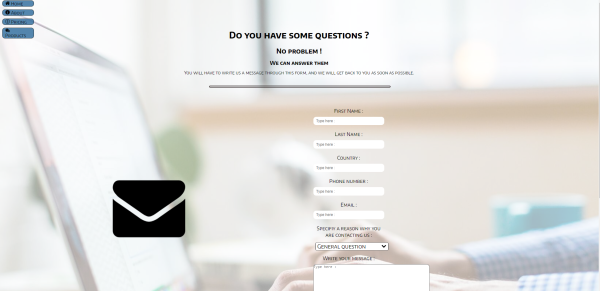 Home
About
Pricing
Products
Do you have some questions ?
No problem !
We can answer them
You will have to write us a message through this form, and we will get back to you as soon as possible.
First Name :
Type here
Last Name :
Type here
Country :
Type here
Phone number :
Type here
Email :
Type here
Specify a reason why you
are contacting us :
General question
Write your message :
Type here !